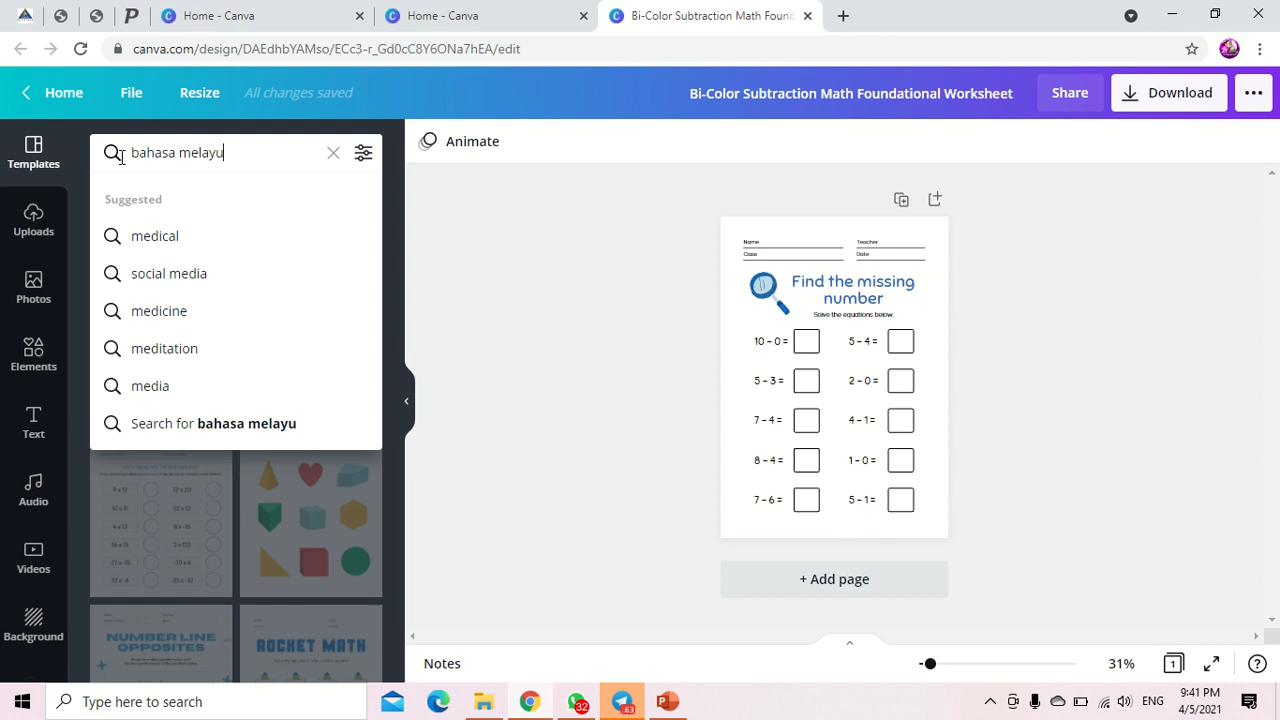 Home - Canva
Home - Canva
Bi-Color Subtraction Math Found
canva.com/design/DAEdhbYAMso/ECc3-r_Gd0cC8Y6ONa7hEA/edit
Home
File
Resize
All changes saved
Bi-Color Subtraction Math Foundational Worksheet
Share
Download
Templates
Uploads
Photos
Elements
Text
Audio
Videos
Background
bahasa melayu
Suggested
medical
social media
medicine
meditation
media
Search for bahasa melayu
NUMBER LINE
OPPOSITES
ROCKET MATH
Animate
Name
Teacher
Class
Date
Find the missing
number
Solve the equations below.
10 - 0 =
5 - 4 =
5 - 3 =
2 - 0 =
7 - 4 =
4 - 1 =
8 - 4 =
1 - 0 =
7 - 6 =
5 - 1 =
+ Add page
Notes
31%
1
Type here to search
32
63
ENG
9:41 PM
4/5/2021